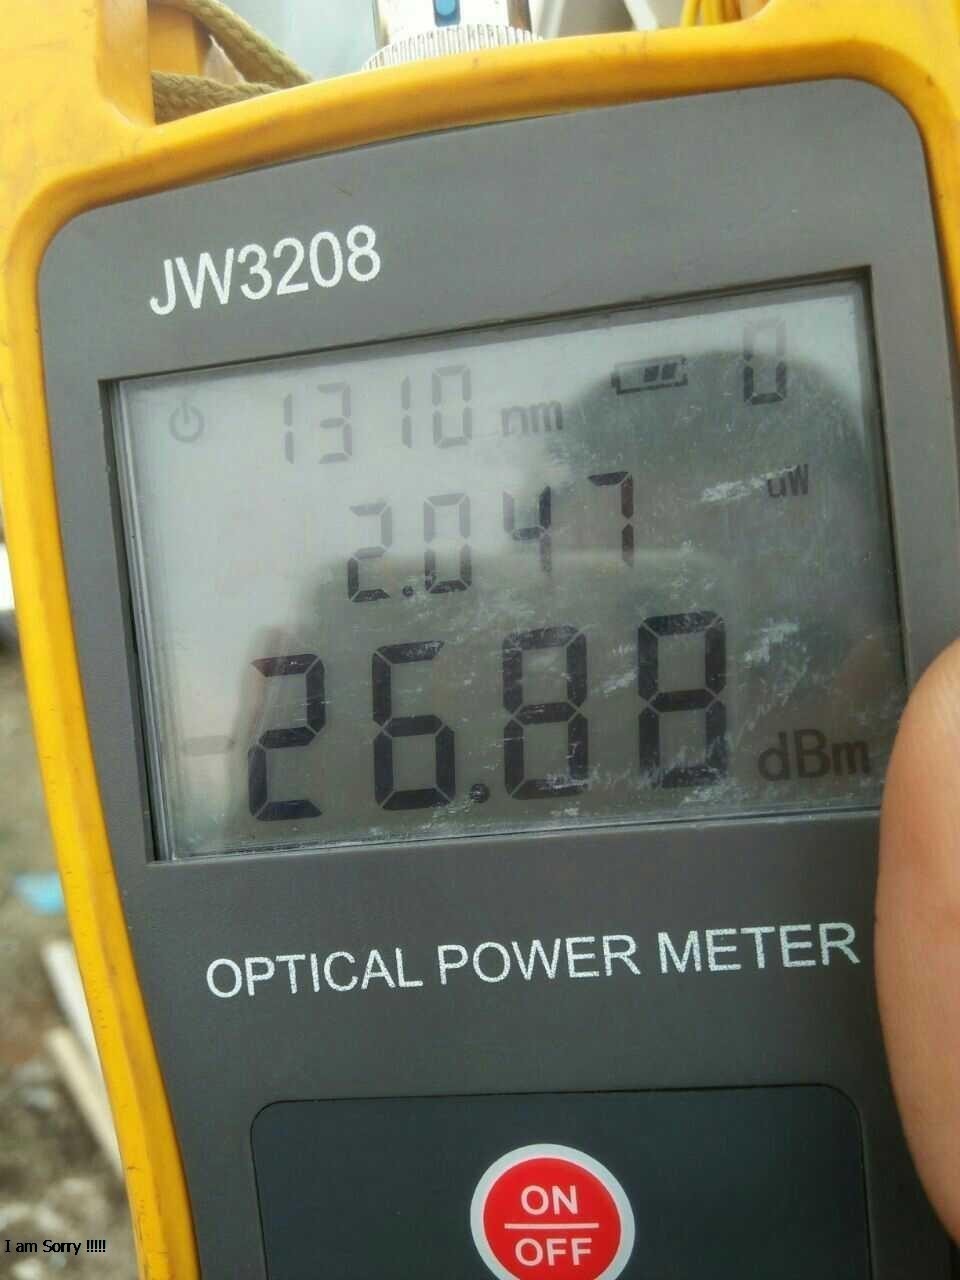 JW3208
1310 nm 0
2.047 uW
-26.88 dBm
OPTICAL POWER METER
ON
OFF
I am Sorry !!!!!